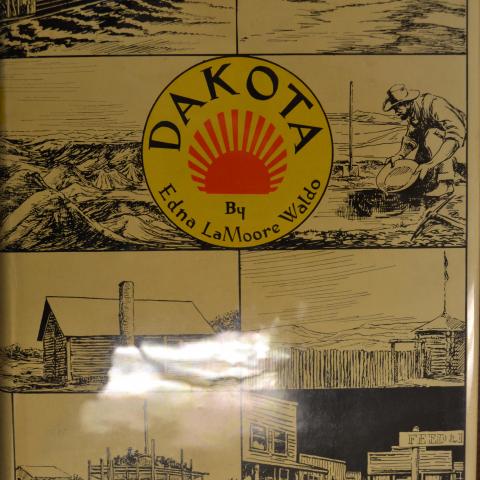 DAKOTA
By
Edna LaMoore Waldo
FEED &